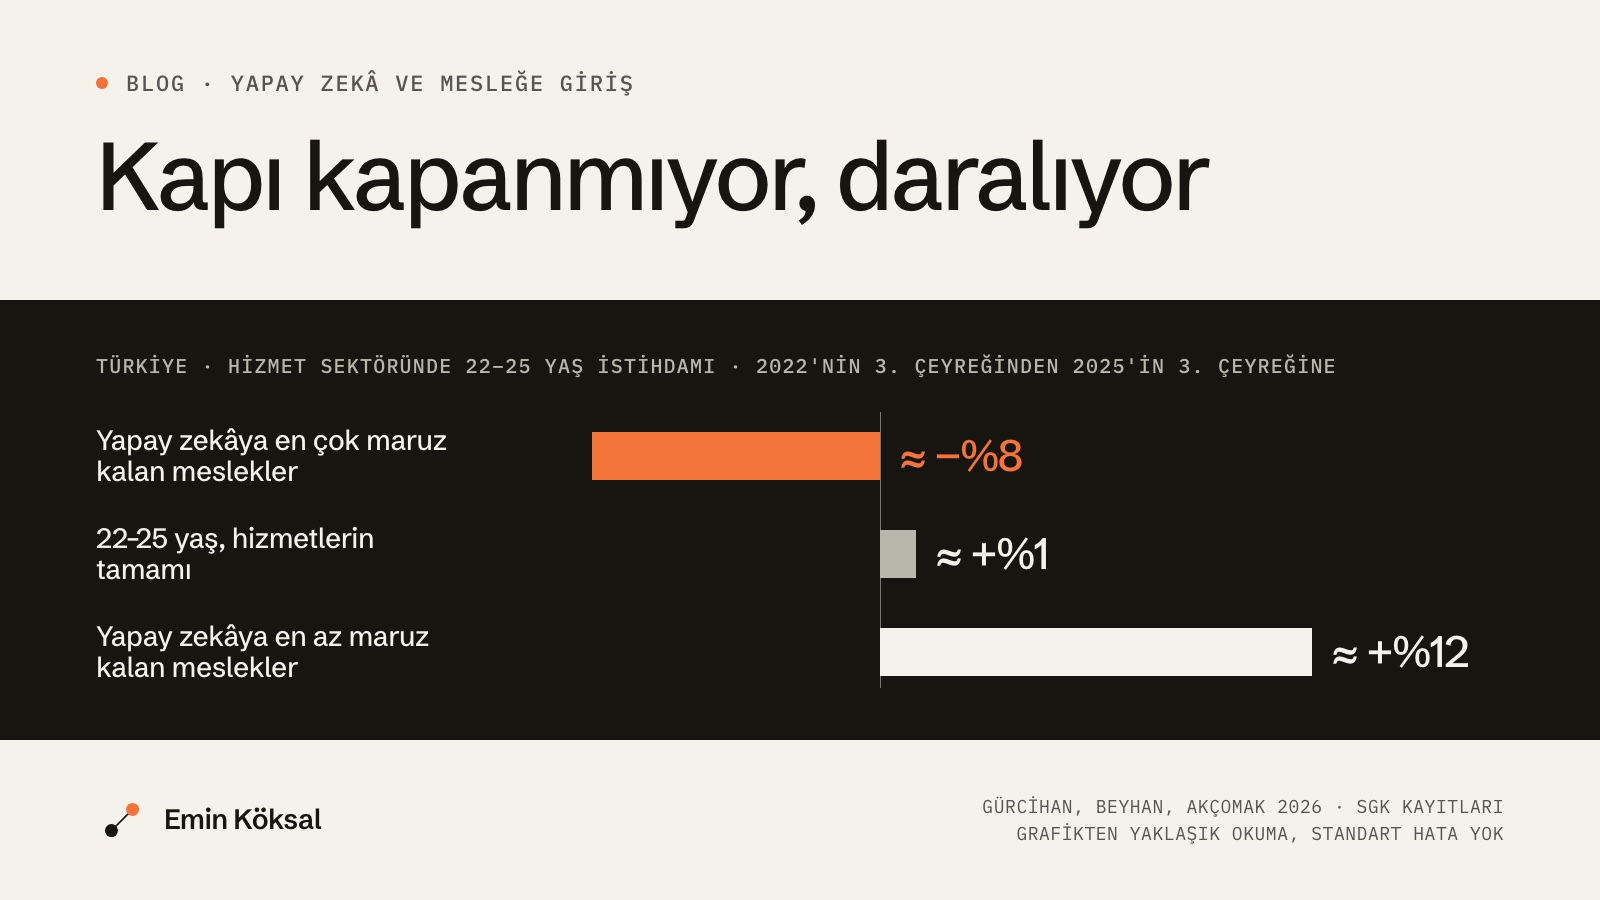 BLOG · YAPAY ZEKÂ VE MESLEĞE GİRİŞ
Kapı kapanmıyor, daralıyor
TÜRKİYE · HİZMET SEKTÖRÜNDE 22–25 YAŞ İSTİHDAMI · 2022'NİN 3. ÇEYREĞİNDEN 2025'İN 3. ÇEYREĞİNE
Yapay zekâya en çok maruz
kalan meslekler
≈ −%8
22–25 yaş, hizmetlerin
tamamı
≈ +%1
Yapay zekâya en az maruz
kalan meslekler
≈ +%12
Emin Köksal
GÜRCİHAN, BEYHAN, AKÇOMAK 2026 · SGK KAYITLARI
GRAFİKTEN YAKLAŞIK OKUMA, STANDART HATA YOK